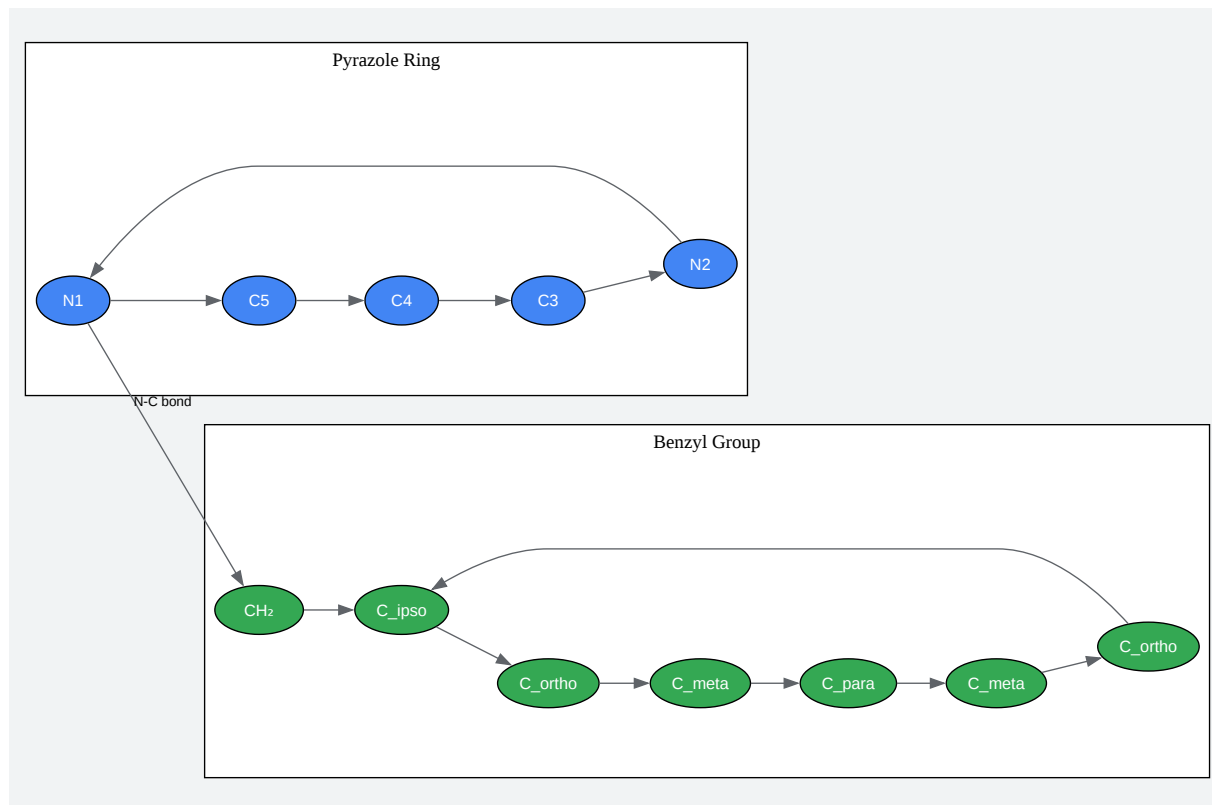 Pyrazole Ring
N2
N1
C5
C4
C3
N-C bond
Benzyl Group
CH₂
C_ipso
C_ortho
C_ortho
C_meta
C_para
C_meta